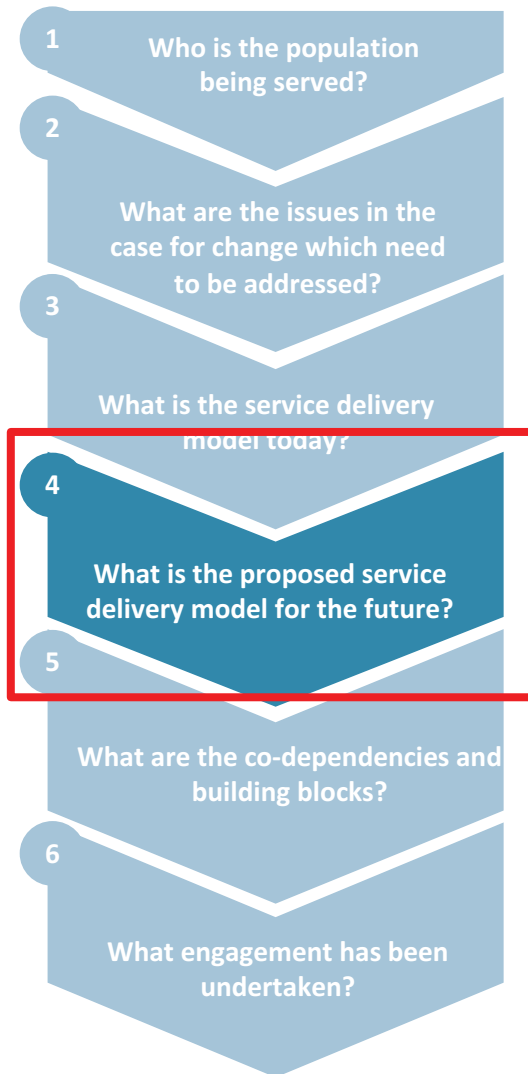 1
Who is the population
being served?
2
What are the issues in the
case for change which need
to be addressed?
3
What is the service delivery
model today?
4
What is the proposed service
delivery model for the future?
5
What are the co-dependencies and
building blocks?
6
What engagement has been
undertaken?